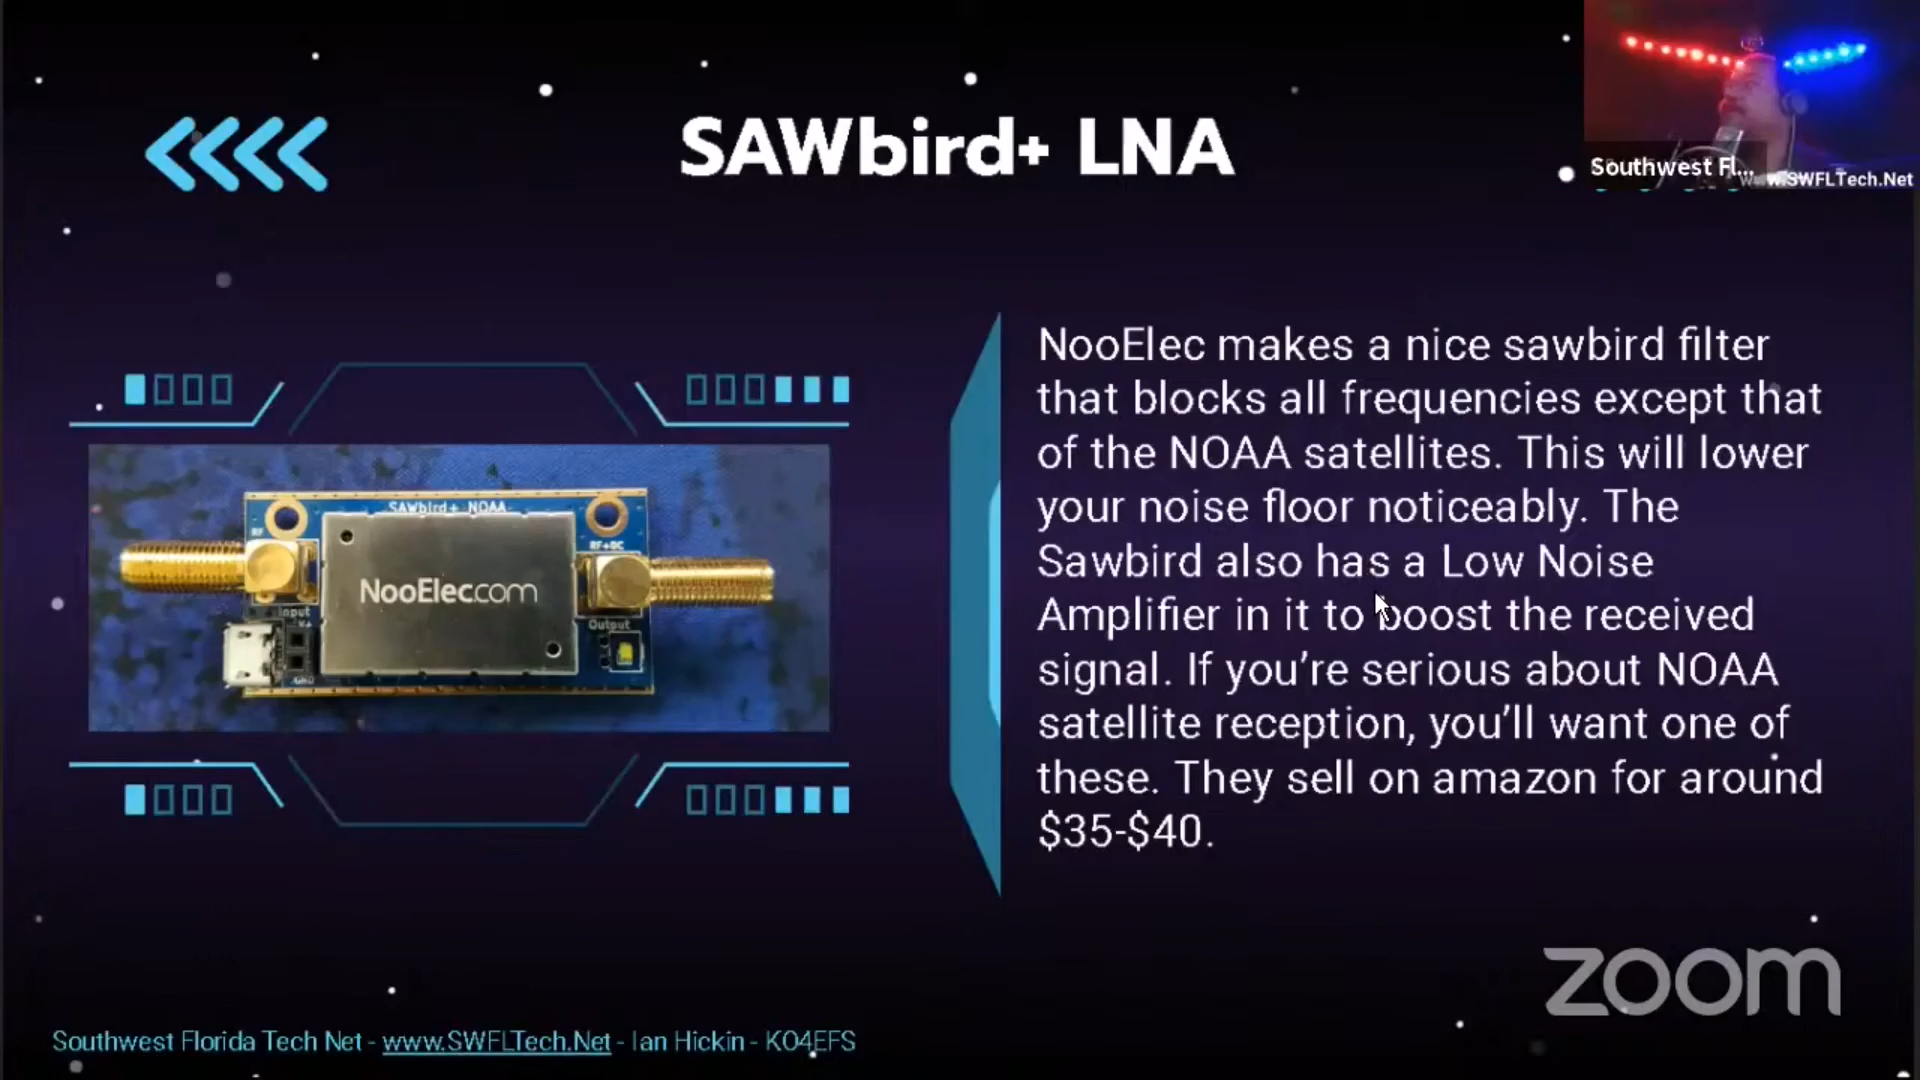 SAWbird+ LNA
Southwest Fl...
www.SWFLTech.Net
NooElec makes a nice sawbird filter
that blocks all frequencies except that
of the NOAA satellites. This will lower
your noise floor noticeably. The
Sawbird also has a Low Noise
Amplifier in it to boost the received
signal. If you’re serious about NOAA
satellite reception, you’ll want one of
these. They sell on amazon for around
$35-$40.
SAWbird+ NOAA
RF
RF+DC
NooElec.com
Input
Output
V+
GND
zoom
Southwest Florida Tech Net - www.SWFLTech.Net - Ian Hickin - KO4EFS